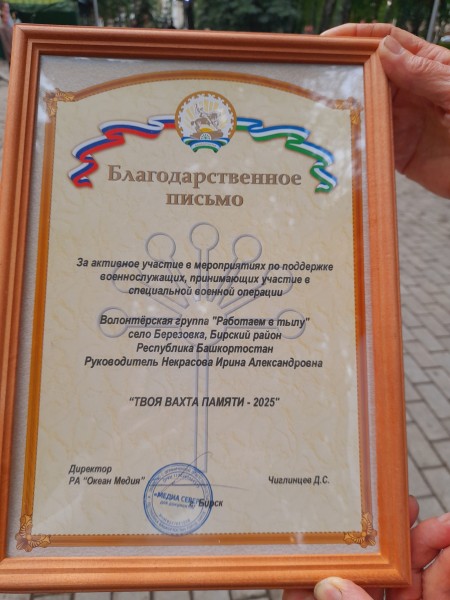 Благодарственное
письмо
За активное участие в мероприятиях по поддержке
военнослужащих, принимающих участие в
специальной военной операции
Волонтёрская группа "Работаем в тылу"
село Березовка, Бирский район
Республика Башкортостан
Руководитель Некрасова Ирина Александровна
"ТВОЯ ВАХТА ПАМЯТИ - 2025"
Директор
РА "Океан Медия"
Чиглинцев Д.С.
г. Бирск